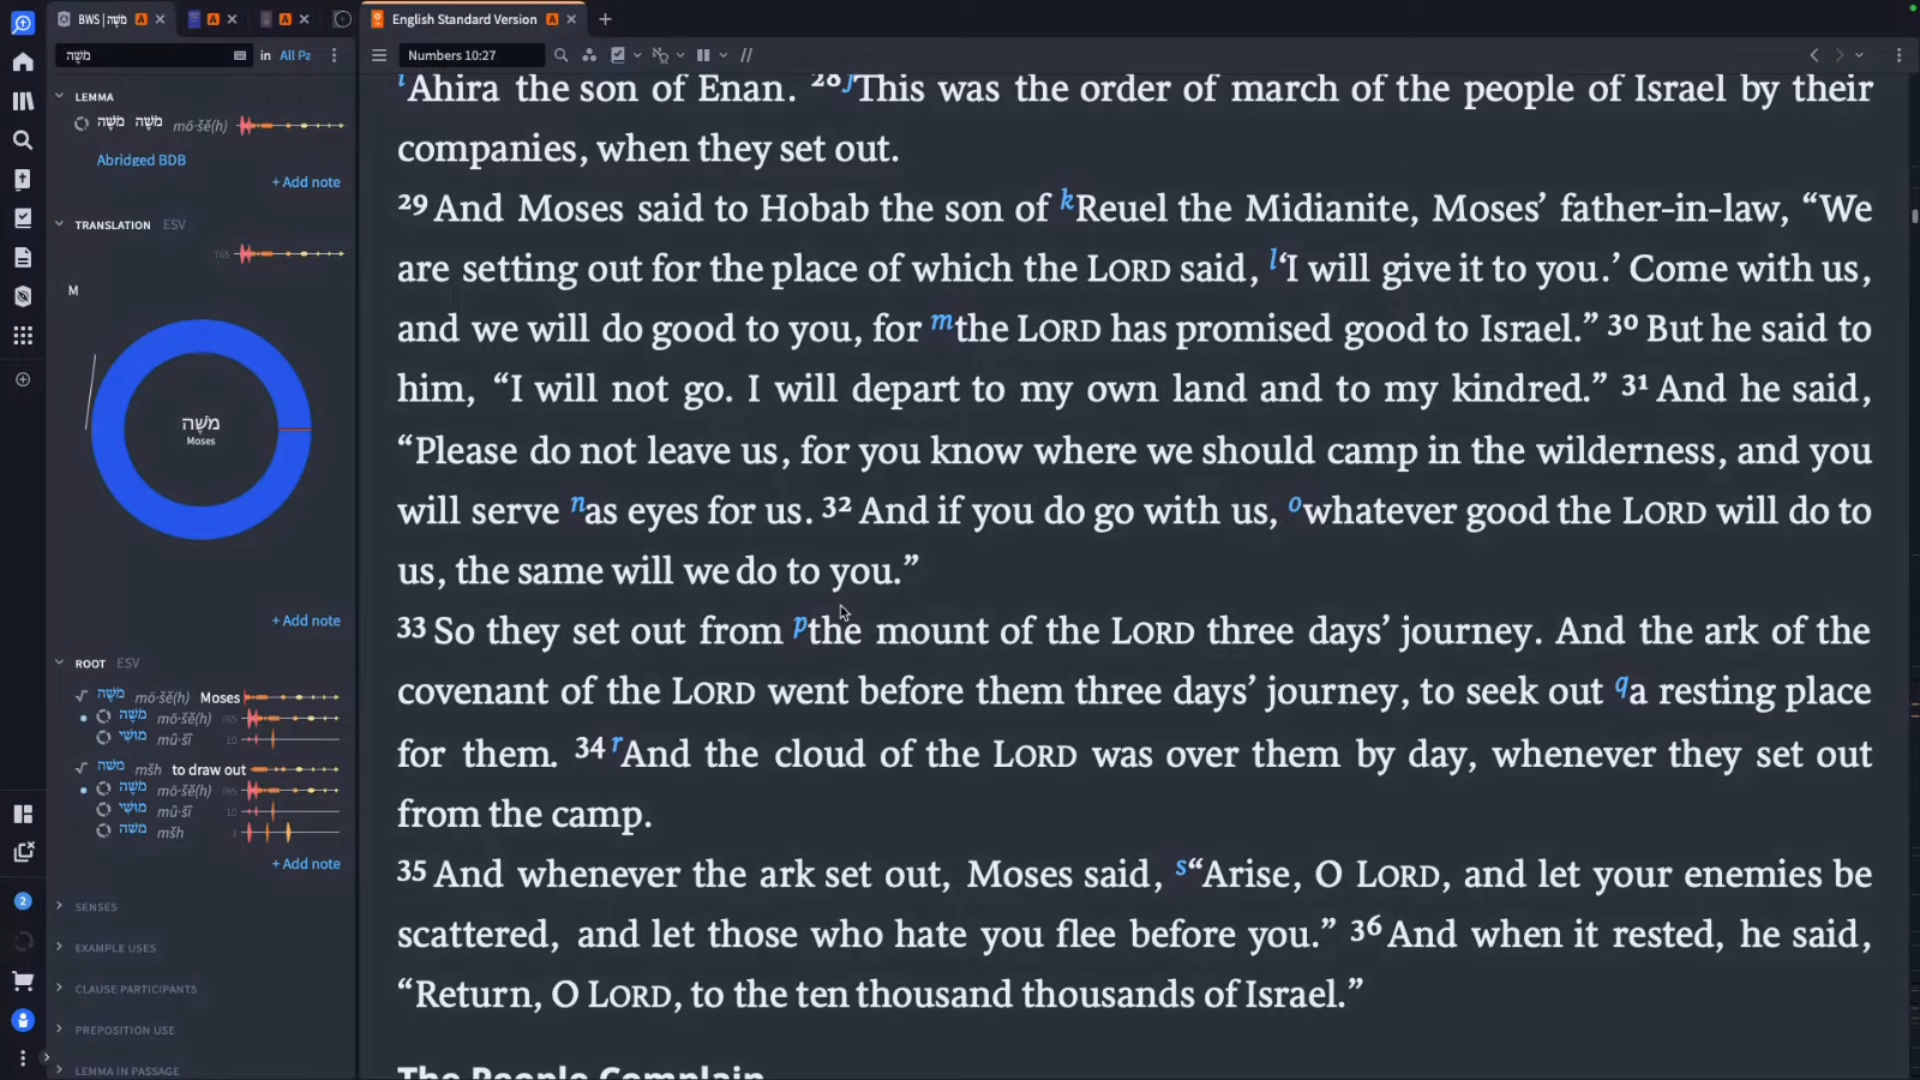 BWS | מֹשֶׁה A
A
A
English Standard Version A
מֹשֶׁה
in All Pa
Numbers 10:27
LEMMA
מֹשֶׁה מֹשֶׁה mō·šě(h)
Abridged BDB
+ Add note
TRANSLATION ESV
765
M
מֹשֶׁה
Moses
+ Add note
ROOT ESV
מֹשֶׁה mō·šě(h) Moses
מֹשֶׁה mō·šě(h) 765
מוּשִׁי mû·šî 10
משׁה mšh to draw out
מֹשֶׁה mō·šě(h) 765
מוּשִׁי mû·šî 10
משׁה mšh 3
+ Add note
SENSES
EXAMPLE USES
CLAUSE PARTICIPANTS
PREPOSITION USE
LEMMA IN PASSAGE
2
i Ahira the son of Enan. 28 j This was the order of march of the people of Israel by their
companies, when they set out.
29 And Moses said to Hobab the son of k Reuel the Midianite, Moses’ father-in-law, “We
are setting out for the place of which the LORD said, l ‘I will give it to you.’ Come with us,
and we will do good to you, for m the LORD has promised good to Israel.” 30 But he said to
him, “I will not go. I will depart to my own land and to my kindred.” 31 And he said,
“Please do not leave us, for you know where we should camp in the wilderness, and you
will serve n as eyes for us. 32 And if you do go with us, o whatever good the LORD will do to
us, the same will we do to you.”
33 So they set out from p the mount of the LORD three days’ journey. And the ark of the
covenant of the LORD went before them three days’ journey, to seek out q a resting place
for them. 34 r And the cloud of the LORD was over them by day, whenever they set out
from the camp.
35 And whenever the ark set out, Moses said, s “Arise, O LORD, and let your enemies be
scattered, and let those who hate you flee before you.” 36 And when it rested, he said,
“Return, O LORD, to the ten thousand thousands of Israel.”
The People Complain